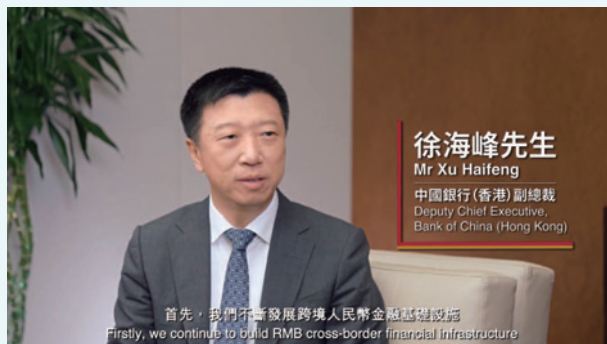 徐海峰先生
Mr Xu Haifeng
中國銀行（香港）副總裁
Deputy Chief Executive,
Bank of China (Hong Kong)
首先，我們不斷發展跨境人民幣金融基礎設施
Firstly, we continue to build RMB cross-border financial infrastructure